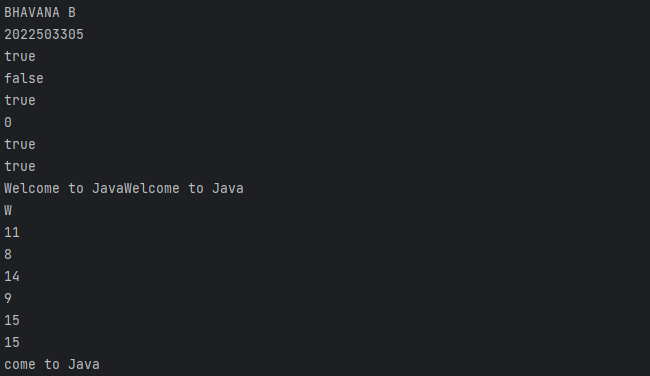 BHAVANA B
2022503305
true
false
true
0
true
true
Welcome to JavaWelcome to Java
W
11
8
14
9
15
15
come to Java